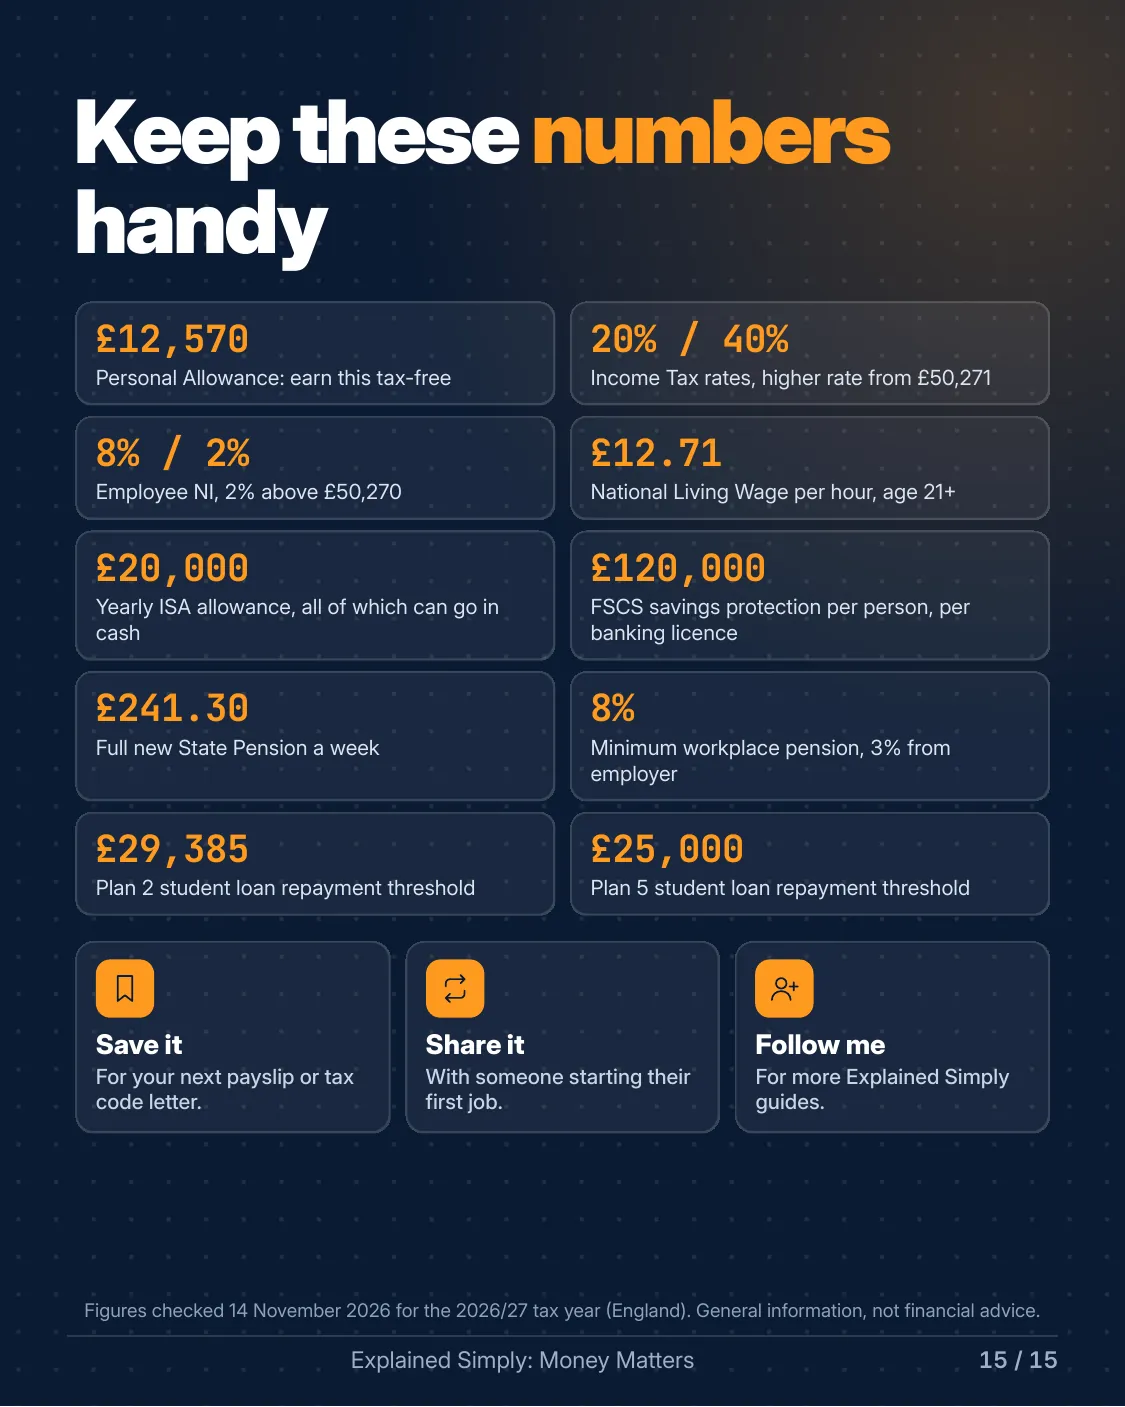 Keep these numbers
handy
£12,570
Personal Allowance: earn this tax-free
20% / 40%
Income Tax rates, higher rate from £50,271
8% / 2%
Employee NI, 2% above £50,270
£12.71
National Living Wage per hour, age 21+
£20,000
Yearly ISA allowance, all of which can go in
cash
£120,000
FSCS savings protection per person, per
banking licence
£241.30
Full new State Pension a week
8%
Minimum workplace pension, 3% from
employer
£29,385
Plan 2 student loan repayment threshold
£25,000
Plan 5 student loan repayment threshold
Save it
For your next payslip or tax
code letter.
Share it
With someone starting their
first job.
Follow me
For more Explained Simply
guides.
Figures checked 14 November 2026 for the 2026/27 tax year (England). General information, not financial advice.
Explained Simply: Money Matters
15 / 15